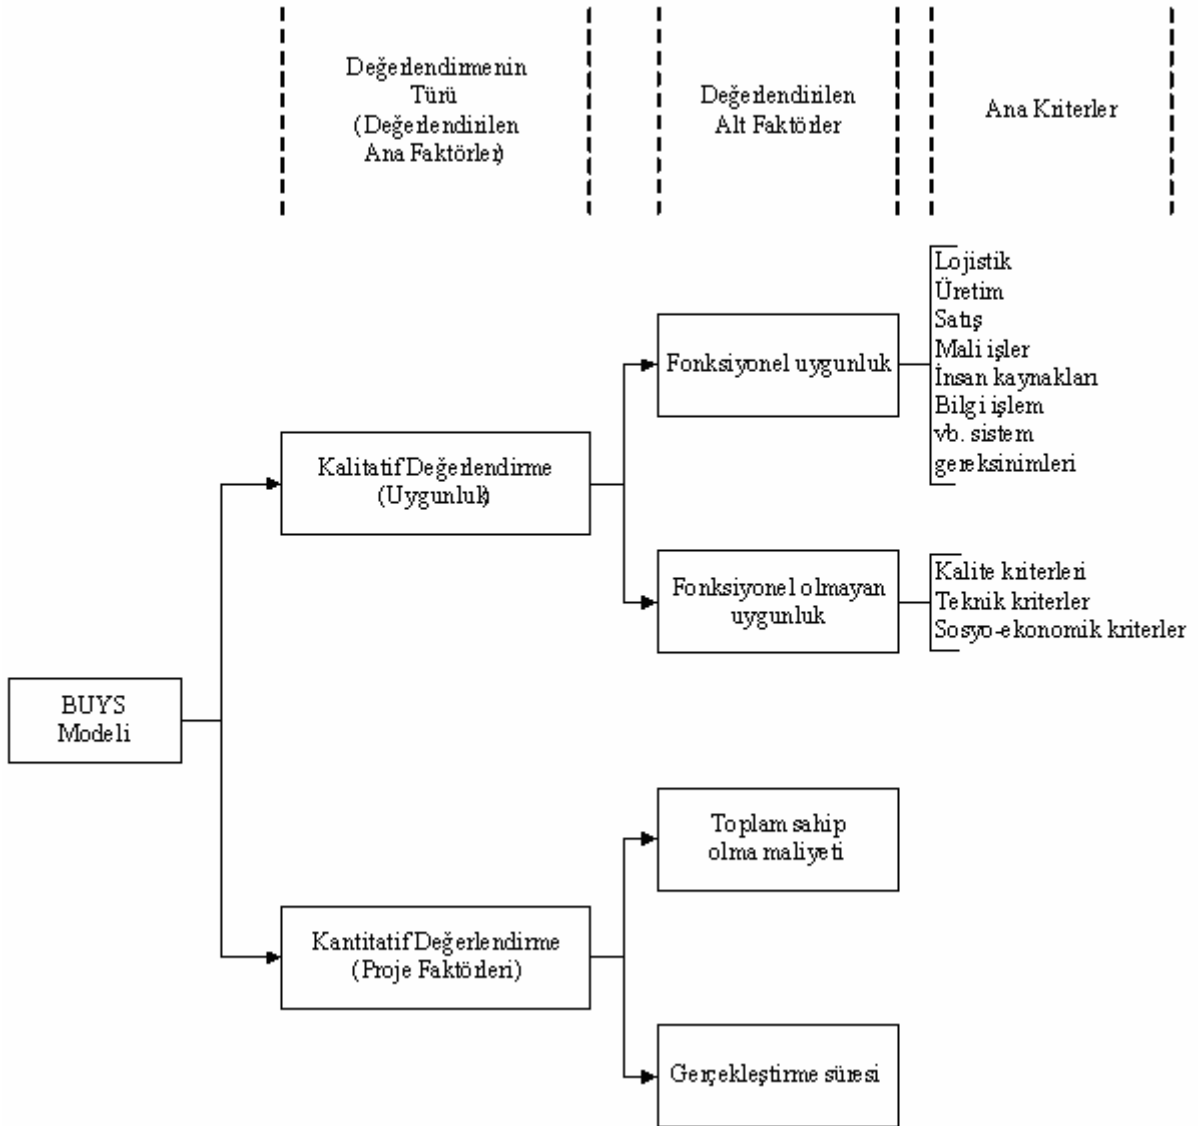 Değerlendirmenin
Türü
(Değerlendirilen
Ana Faktörler)
Değerlendirilen
Alt Faktörler
Ana Kriterler
Lojistik
Üretim
Satış
Mali işler
İnsan kaynakları
Bilgi işlem
vb. sistem
gereksinimleri
Fonksiyonel uygunluk
Kalitatif Değerlendirme
(Uygunluk)
Fonksiyonel olmayan
uygunluk
Kalite kriterleri
Teknik kriterler
Sosyo-ekonomik kriterler
BUYS
Modeli
Toplam sahip
olma maliyeti
Kantitatif Değerlendirme
(Proje Faktörleri)
Gerçekleştirme süresi